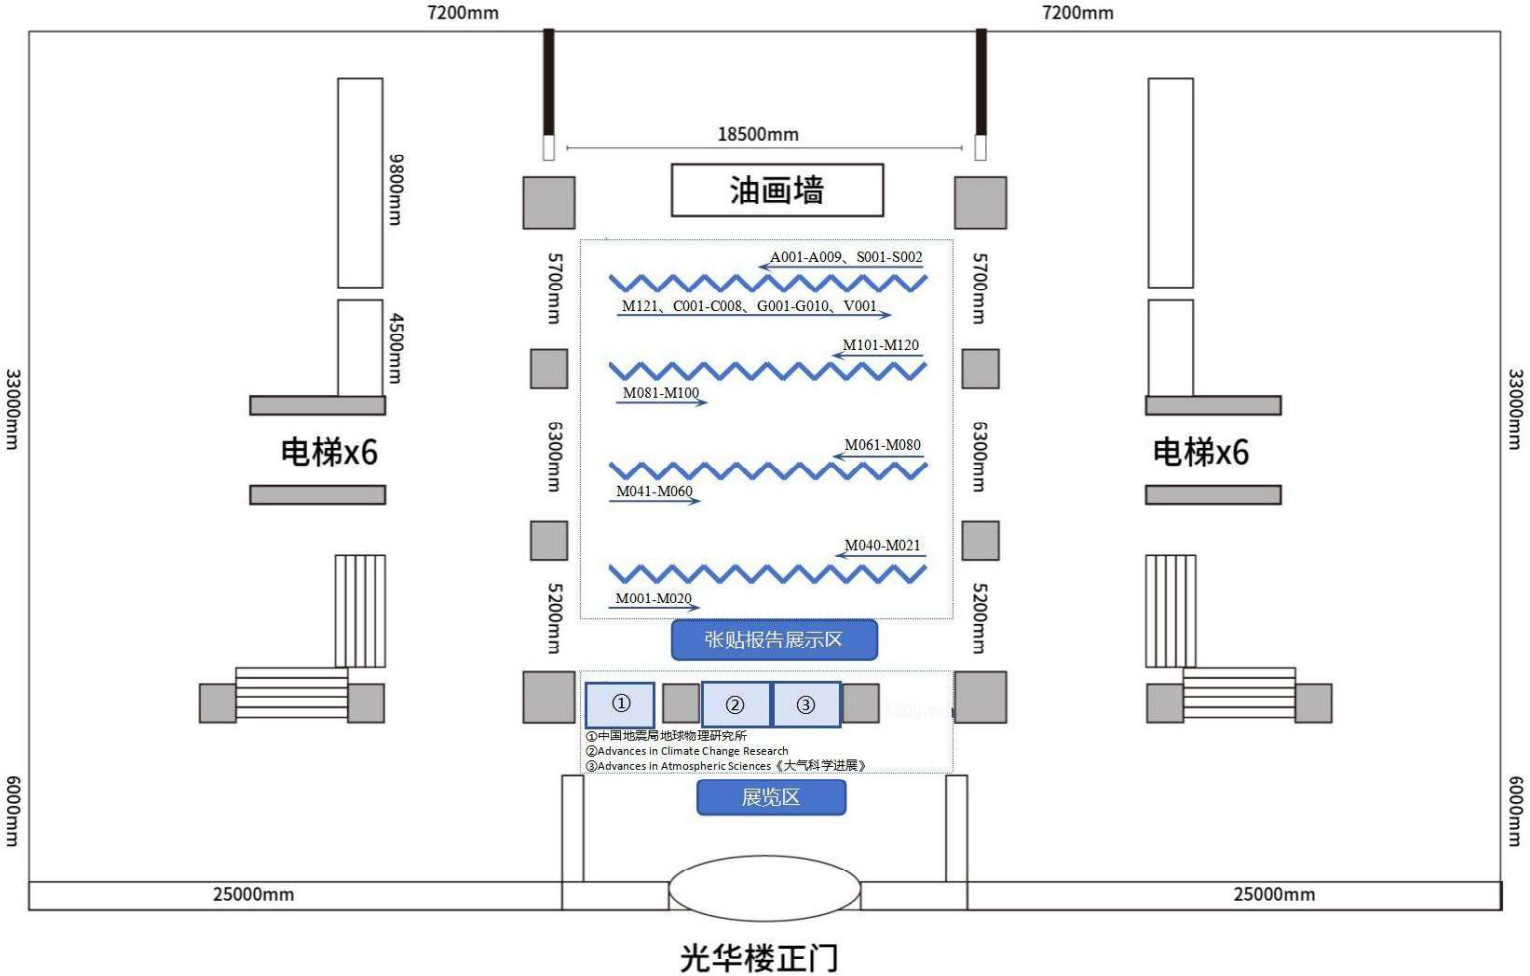 7200mm
7200mm
18500mm
油画墙
9800mm
5700mm
5700mm
A001-A009、S001-S002
M121、C001-C008、G001-G010、V001
4500mm
M101-M120
M081-M100
33000mm
33000mm
电梯x6
电梯x6
6300mm
6300mm
M061-M080
M041-M060
M040-M021
M001-M020
5200mm
5200mm
张贴报告展示区
①
②
③
①中国地震局地球物理研究所
②Advances in Climate Change Research
③Advances in Atmospheric Sciences《大气科学进展》
展览区
6000mm
6000mm
25000mm
25000mm
光华楼正门